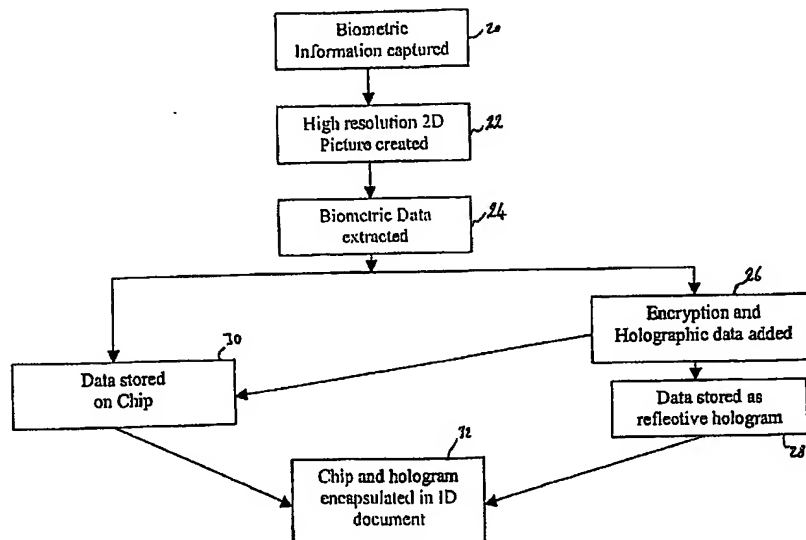 Biometric
Information captured
20
High resolution 2D
Picture created
22
Biometric Data
extracted
24
26
Encryption and
Holographic data added
30
Data stored
on Chip
Data stored as
reflective hologram
28
32
Chip and hologram
encapsulated in ID
document